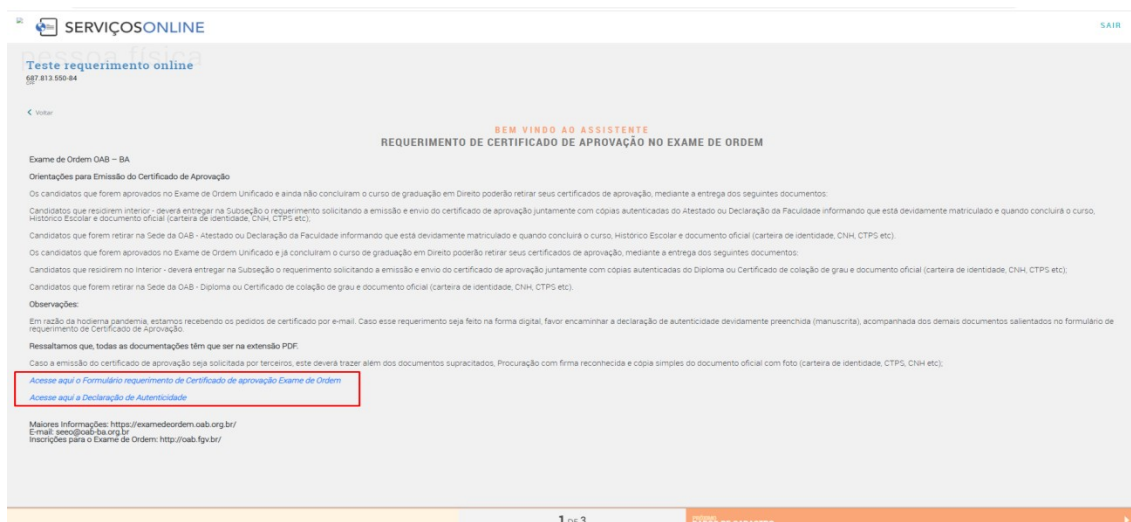 SERVIÇOSONLINE
SAIR
pessoa física
Teste requerimento online
687.813.550-84
Voltar
BEM VINDO AO ASSISTENTE
REQUERIMENTO DE CERTIFICADO DE APROVAÇÃO NO EXAME DE ORDEM
Exame de Ordem OAB – BA
Orientações para Emissão do Certificado de Aprovação
Os candidatos que forem aprovados no Exame de Ordem Unificado e ainda não concluíram o curso de graduação em Direito poderão retirar seus certificados de aprovação, mediante a entrega dos seguintes documentos:
Candidatos que residirem interior - deverá entregar na Subseção o requerimento solicitando a emissão e envio do certificado de aprovação juntamente com cópias autenticadas do Atestado ou Declaração da Faculdade informando que está devidamente matriculado e quando concluirá o curso,
Histórico Escolar e documento oficial (carteira de identidade, CNH, CTPS etc);
Candidatos que forem retirar na Sede da OAB - Atestado ou Declaração da Faculdade informando que está devidamente matriculado e quando concluirá o curso, Histórico Escolar e documento oficial (carteira de identidade, CNH, CTPS etc).
Os candidatos que forem aprovados no Exame de Ordem Unificado e já concluíram o curso de graduação em Direito poderão retirar seus certificados de aprovação, mediante a entrega dos seguintes documentos:
Candidatos que residirem no Interior - deverá entregar na Subseção o requerimento solicitando a emissão e envio do certificado de aprovação juntamente com cópias autenticadas do Diploma ou Certificado de colação de grau e documento oficial (carteira de identidade, CNH, CTPS etc);
Candidatos que forem retirar na Sede da OAB - Diploma ou Certificado de colação de grau e documento oficial (carteira de identidade, CNH, CTPS etc).
Observações:
Em razão da hodierna pandemia, estamos recebendo os pedidos de certificado por e-mail. Caso esse requerimento seja feito na forma digital, favor encaminhar a declaração de autenticidade devidamente preenchida (manuscrita), acompanhada dos demais documentos salientados no formulário de
requerimento de Certificado de Aprovação.
Ressaltamos que, todas as documentações têm que ser na extensão PDF.
Caso a emissão do certificado de aprovação seja solicitada por terceiros, este deverá trazer além dos documentos supracitados, Procuração com firma reconhecida e cópia simples do documento oficial com foto (carteira de identidade, CTPS, CNH etc);
Acesse aqui o Formulário requerimento de Certificado de aprovação Exame de Ordem
Acesse aqui a Declaração de Autenticidade
Maiores Informações: https://examedeordem.oab.org.br/
E-mail: seeo@oab-ba.org.br
Inscrições para o Exame de Ordem: http://oab.fgv.br/
1 DE 3